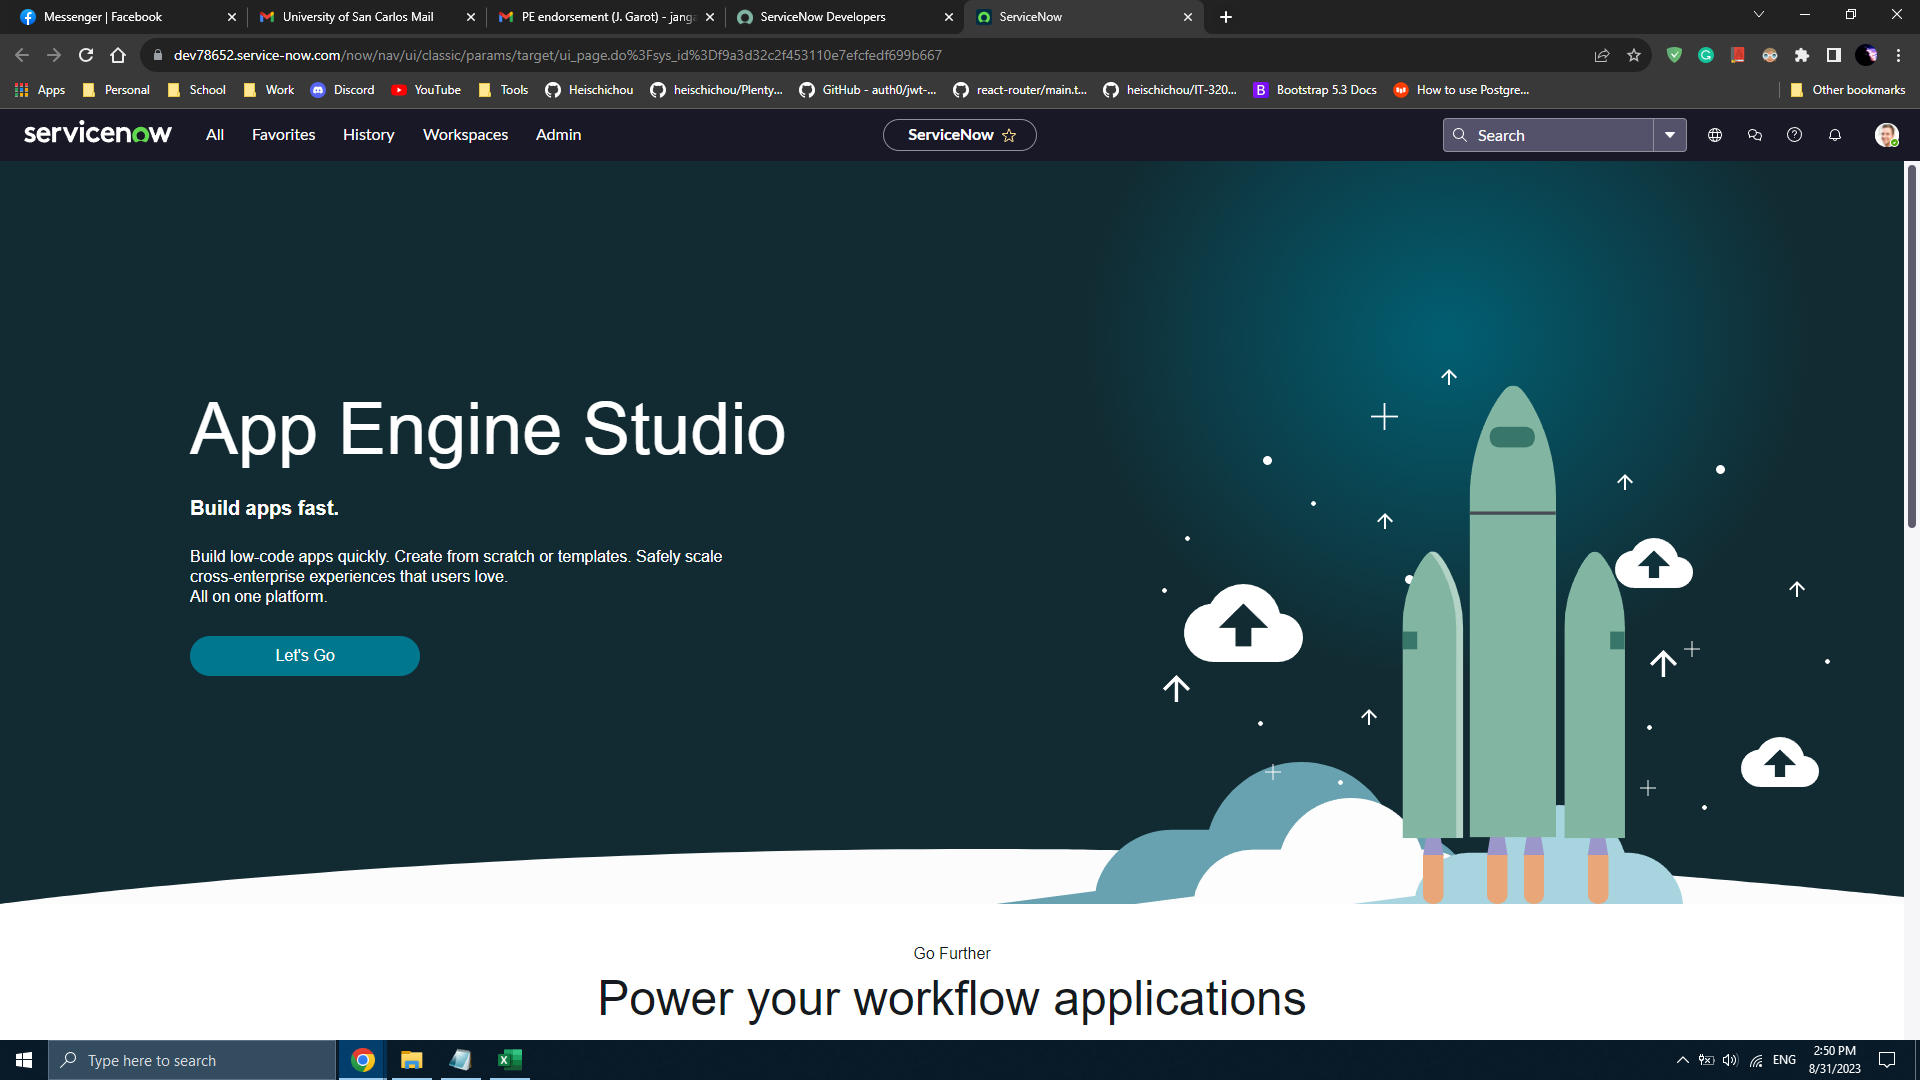 Messenger | Facebook
University of San Carlos Mail
PE endorsement (J. Garot) - janga
ServiceNow Developers
ServiceNow
dev78652.service-now.com/now/nav/ui/classic/params/target/ui_page.do%3Fsys_id%3Df9a3d32c2f453110e7efcfedf699b667
Apps
Personal
School
Work
Discord
YouTube
Tools
Heischichou
heischichou/Plenty...
GitHub - auth0/jwt-...
react-router/main.t...
heischichou/IT-320...
Bootstrap 5.3 Docs
How to use Postgre...
Other bookmarks
servicenow
All
Favorites
History
Workspaces
Admin
ServiceNow
Search
App Engine Studio
Build apps fast.
Build low-code apps quickly. Create from scratch or templates. Safely scale
cross-enterprise experiences that users love.
All on one platform.
Let's Go
Go Further
Power your workflow applications
Type here to search
ENG
2:50 PM
8/31/2023